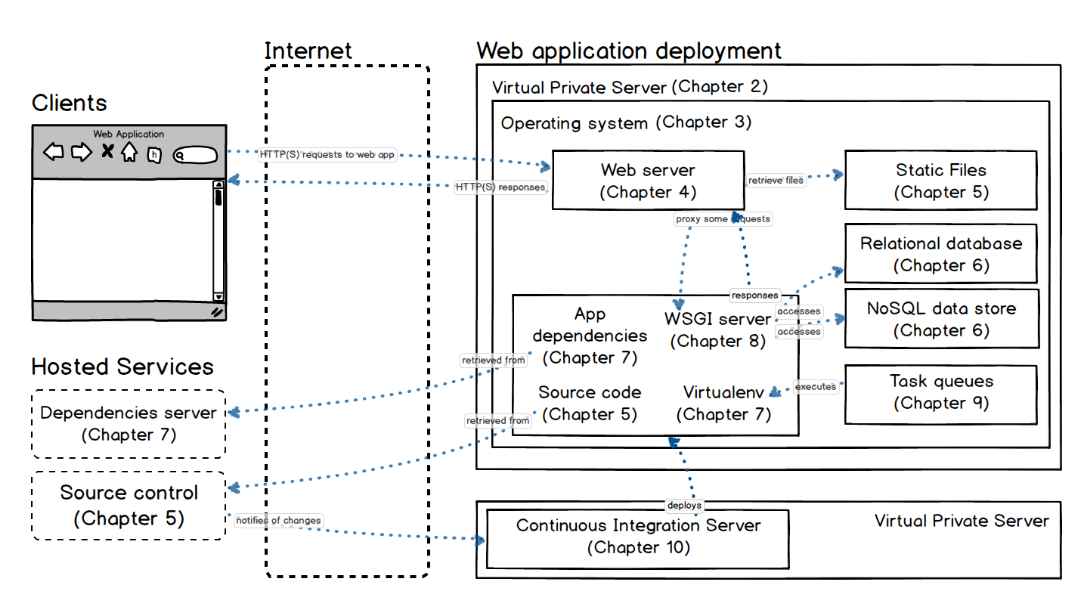 Internet
Web application deployment
Virtual Private Server (Chapter 2)
Clients
Operating system (Chapter 3)
Web Application
h
HTTP(S) requests to web app
HTTP(S) responses
Web server
(Chapter 4)
retrieve files
Static Files
(Chapter 5)
proxy some requests
Relational database
(Chapter 6)
responses
accesses
accesses
NoSQL data store
(Chapter 6)
App
dependencies
(Chapter 7)
WSGI server
(Chapter 8)
Hosted Services
retrieved from
Source code
(Chapter 5)
Virtualenv
(Chapter 7)
executes
Task queues
(Chapter 9)
Dependencies server
(Chapter 7)
retrieved from
Source control
(Chapter 5)
notifies of changes
deploys
Continuous Integration Server
(Chapter 10)
Virtual Private Server